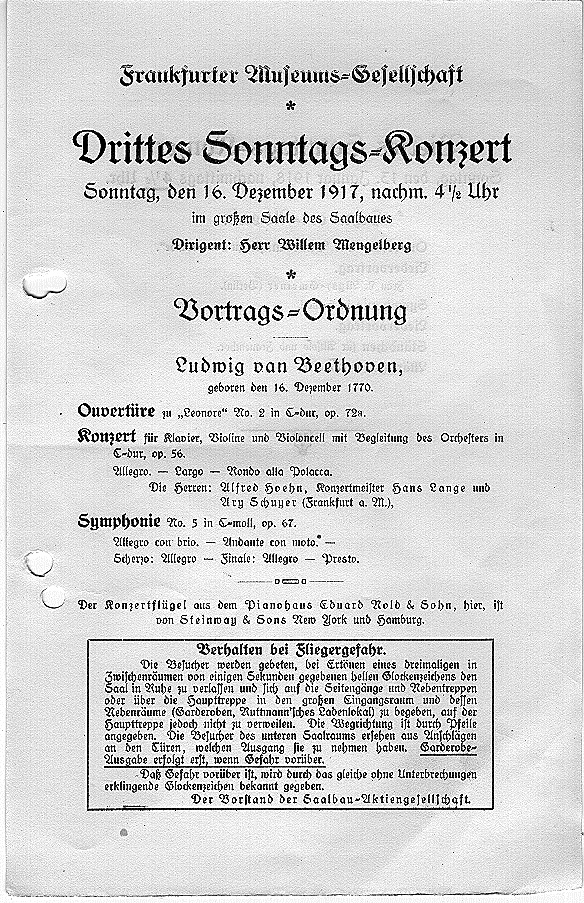 Frankfurter Museums-Gesellschaft
*
Drittes Sonntags-Konzert
Sonntag, den 16. Dezember 1917, nachm. 4½ Uhr
im großen Saale des Saalbaues
Dirigent: Herr Willem Mengelberg
*
Vortrags-Ordnung
Ludwig van Beethoven,
geboren den 16. Dezember 1770.
Ouvertüre zu „Leonore" No. 2 in C-dur, op. 72a.
Konzert für Klavier, Violine und Violoncell mit Begleitung des Orchesters in
C-dur, op. 56.
Allegro. — Largo — Rondo alla Polacca.
Die Herren: Alfred Hoehn, Konzertmeister Hans Lange und
Ary Schuyer (Frankfurt a. M.),
Symphonie No. 5 in C-moll, op. 67.
Allegro con brio. — Andante con moto. —
Scherzo: Allegro — Finale: Allegro — Presto.
Der Konzertflügel aus dem Pianohaus Eduard Nold & Sohn, hier, ist
von Steinway & Sons New York und Hamburg.
Verhalten bei Fliegergefahr.
Die Besucher werden gebeten, bei Ertönen eines dreimaligen in
Zwischenräumen von einigen Sekunden gegebenen hellen Glockenzeichens den
Saal in Ruhe zu verlassen und sich auf die Seitengänge und Nebentreppen
oder über die Haupttreppe in den großen Eingangsraum und dessen
Nebenräume (Garderoben, Ruttmann'sches Ladenlokal) zu begeben, auf der
Haupttreppe jedoch nicht zu verweilen. Die Wegrichtung ist durch Pfeile
angegeben. Die Besucher des unteren Saalraums ersehen aus Anschlägen
an den Türen, welchen Ausgang sie zu nehmen haben. Garderobe-
Ausgabe erfolgt erst, wenn Gefahr vorüber.
Daß Gefahr vorüber ist, wird durch das gleiche ohne Unterbrechungen
erklingende Glockenzeichen bekannt gegeben.
Der Vorstand der Saalbau-Aktiengesellschaft.